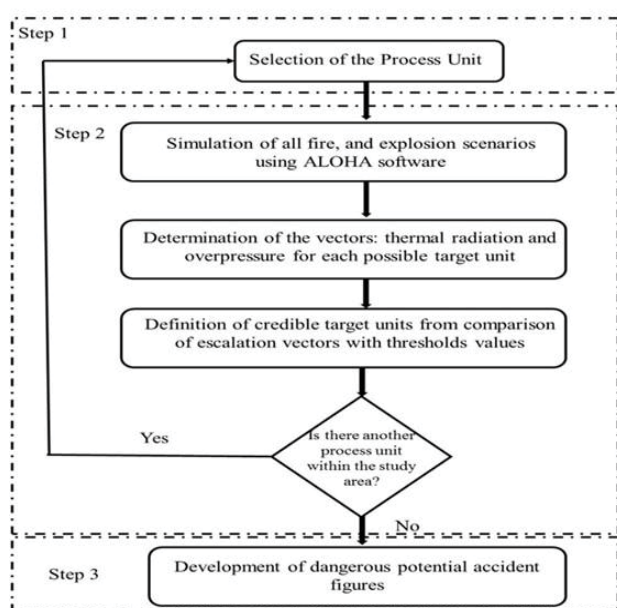 Step 1
Selection of the Process Unit
Step 2
Simulation of all fire, and explosion scenarios
using ALOHA software
Determination of the vectors: thermal radiation and
overpressure for each possible target unit
Definition of credible target units from comparison
of escalation vectors with thresholds values
Yes
Is there another
process unit
within the study
area?
No
Step 3
Development of dangerous potential accident
figures